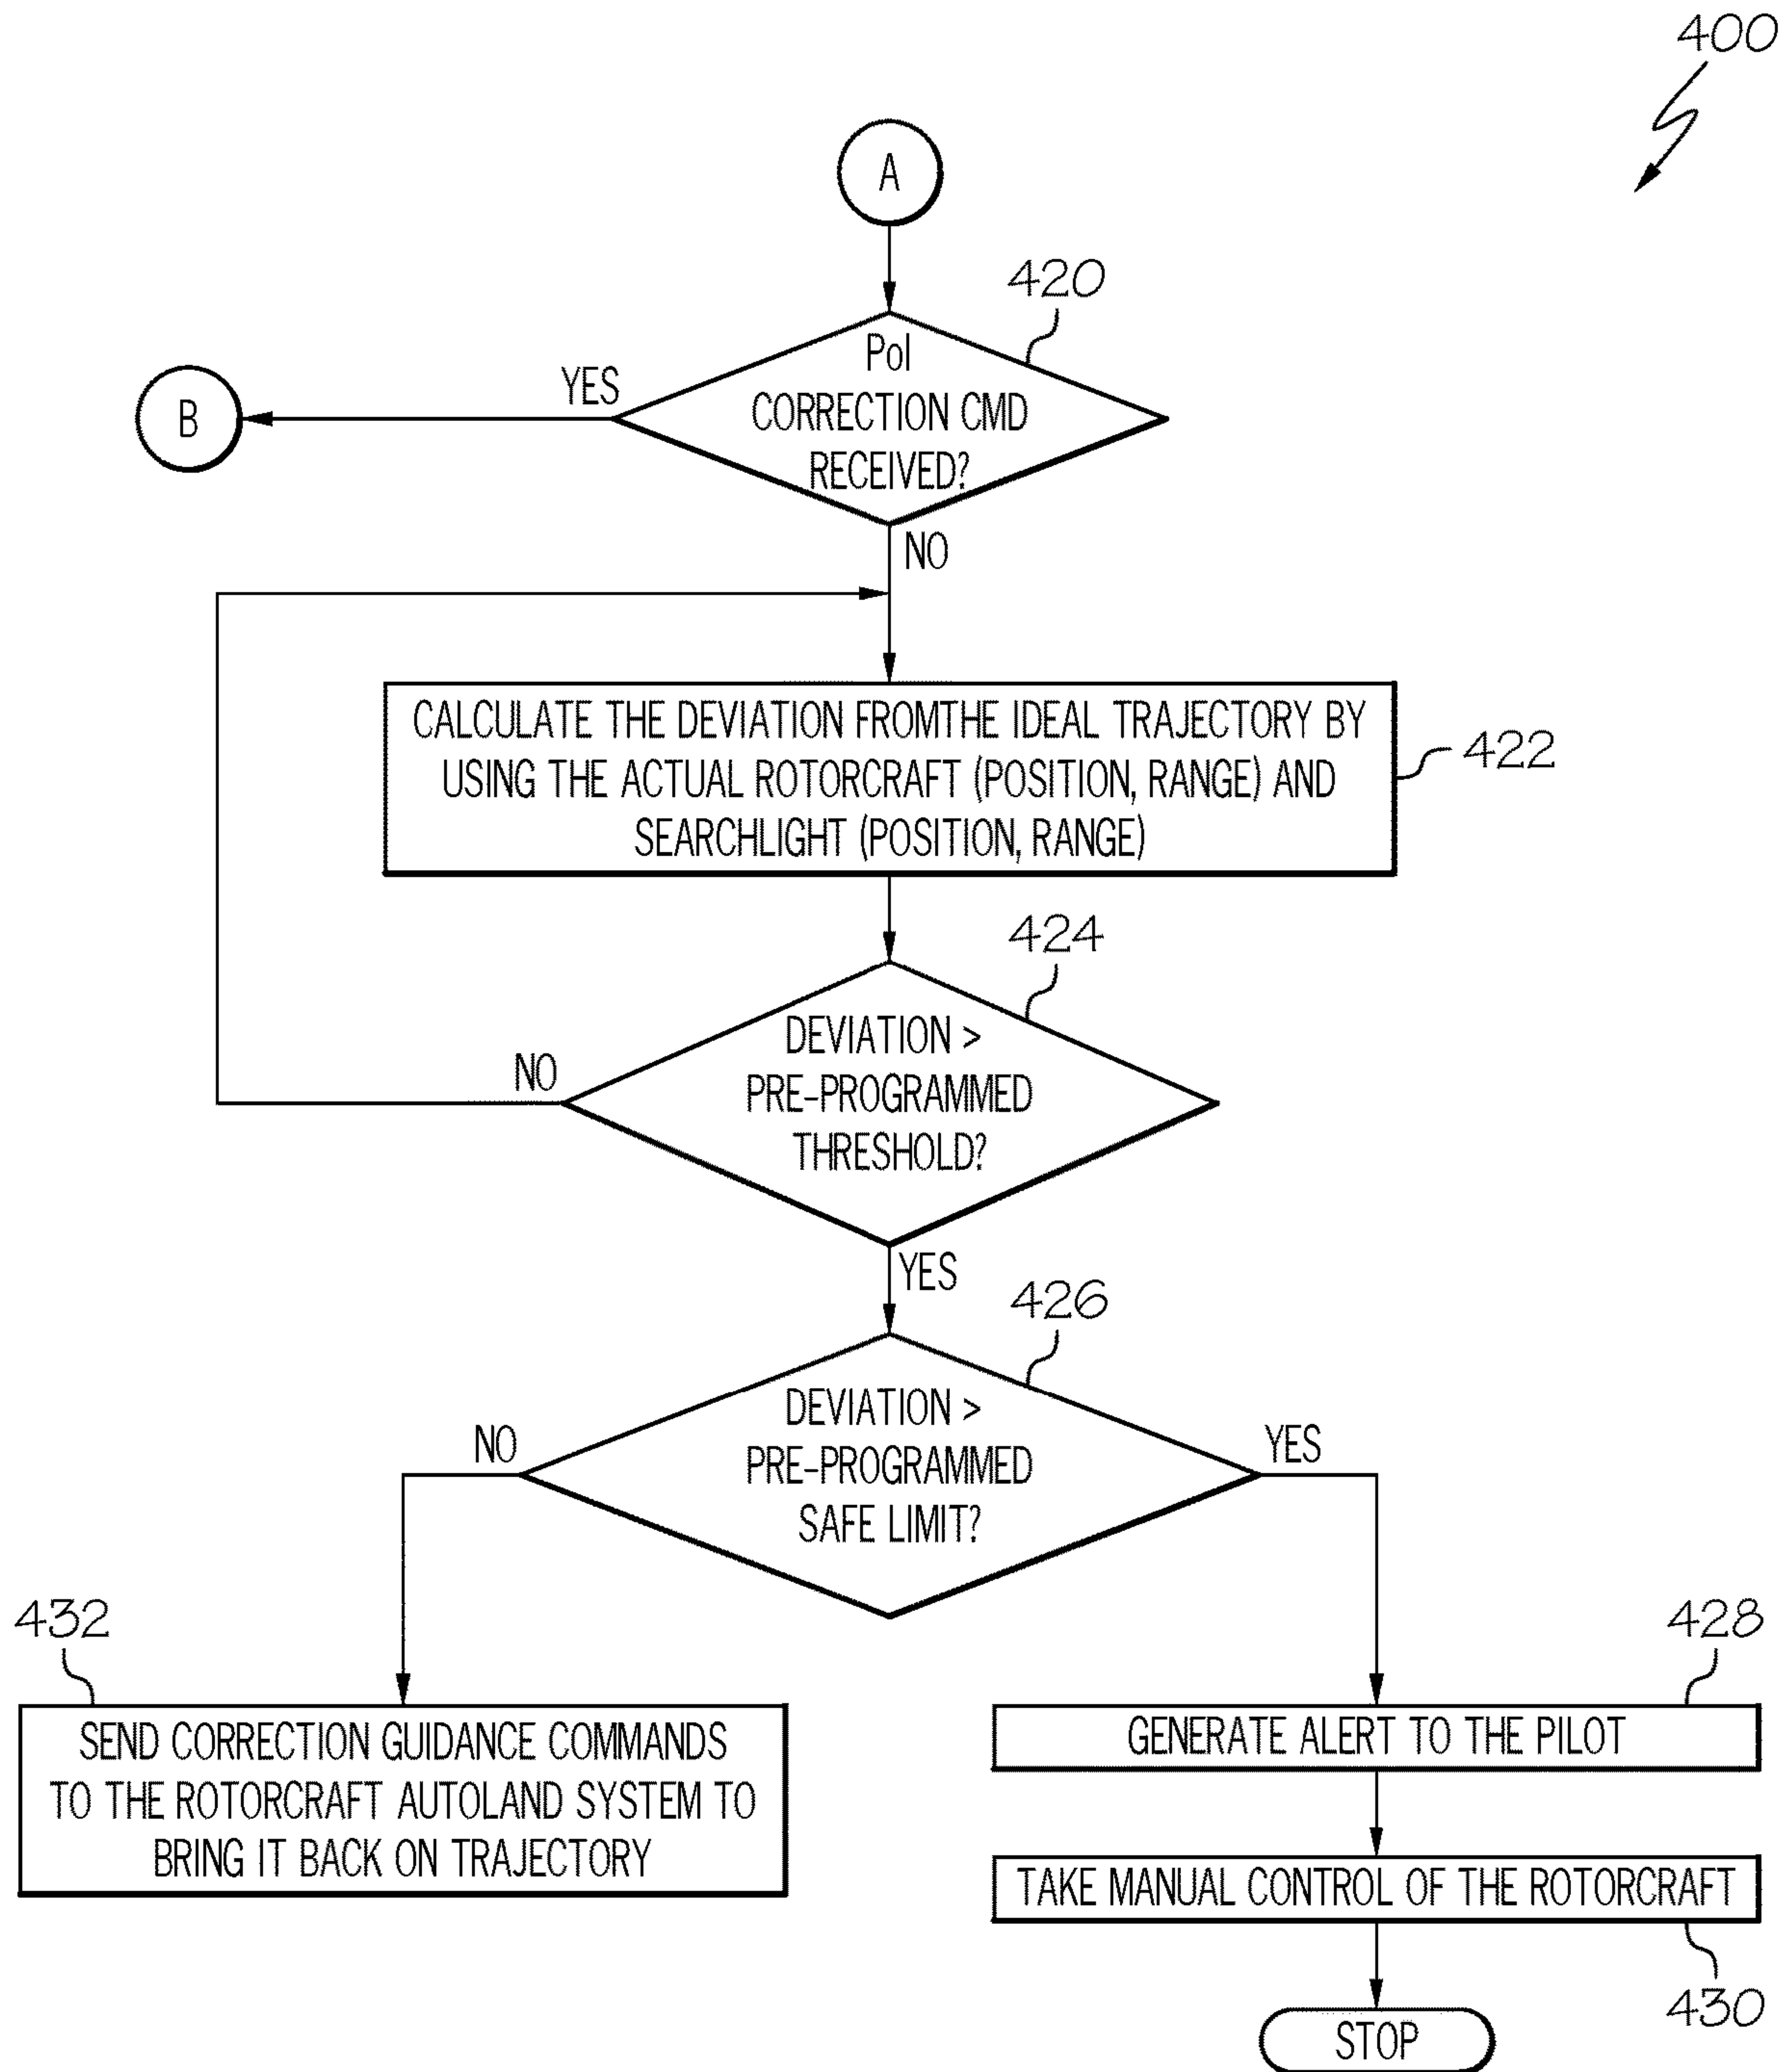 400
A
420
PoI
CORRECTION CMD
RECEIVED?
YES
B
NO
CALCULATE THE DEVIATION FROMTHE IDEAL TRAJECTORY BY
USING THE ACTUAL ROTORCRAFT (POSITION, RANGE) AND
SEARCHLIGHT (POSITION, RANGE)
422
424
DEVIATION >
PRE-PROGRAMMED
THRESHOLD?
NO
YES
426
DEVIATION >
PRE-PROGRAMMED
SAFE LIMIT?
NO
YES
432
SEND CORRECTION GUIDANCE COMMANDS
TO THE ROTORCRAFT AUTOLAND SYSTEM TO
BRING IT BACK ON TRAJECTORY
428
GENERATE ALERT TO THE PILOT
TAKE MANUAL CONTROL OF THE ROTORCRAFT
430
STOP